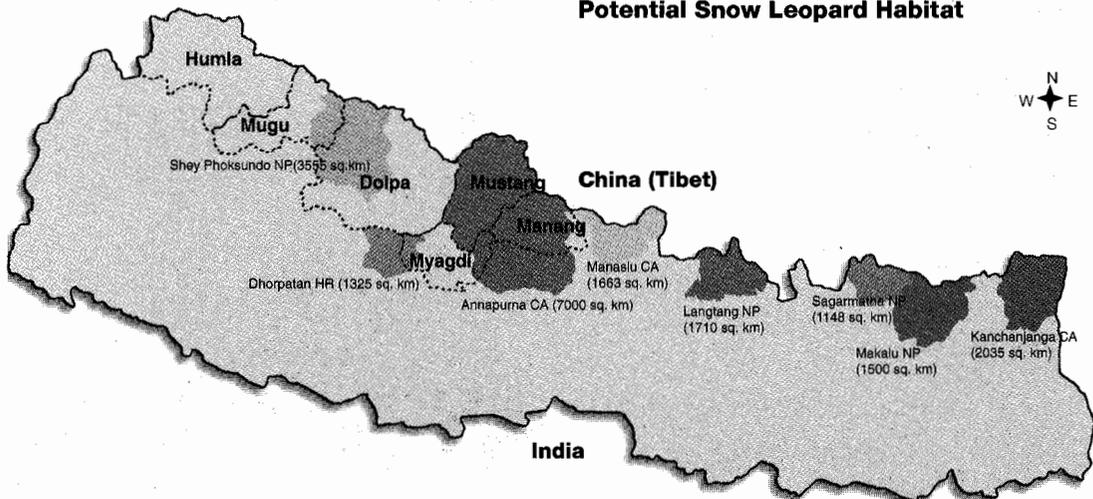 Potential Snow Leopard Habitat
Humla
N
W E
S
Mugu
Shey Phoksundo NP(3555 sq.km)
Dolpa
Mustang
China (Tibet)
Manang
Myagdi
Dhorpatan HR (1325 sq. km)
Manaslu CA
(1663 sq. km)
Annapurna CA (7000 sq. km)
Langtang NP
(1710 sq. km)
Sagarmatha NP
(1148 sq. km)
Makalu NP
(1500 sq. km)
Kanchanjanga CA
(2035 sq. km)
India